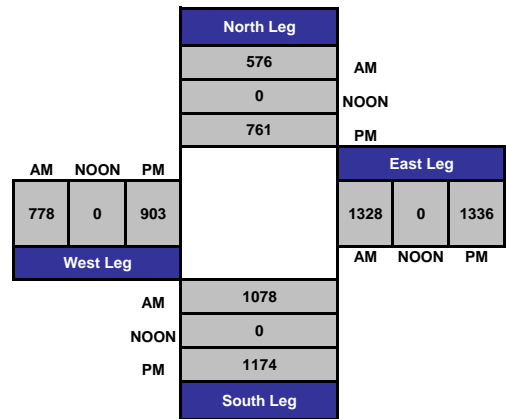 North Leg
576 AM
0 NOON
761 PM
AM NOON PM East Leg
778 0 903 1328 0 1336
West Leg AM NOON PM
AM 1078
NOON 0
PM 1174
South Leg